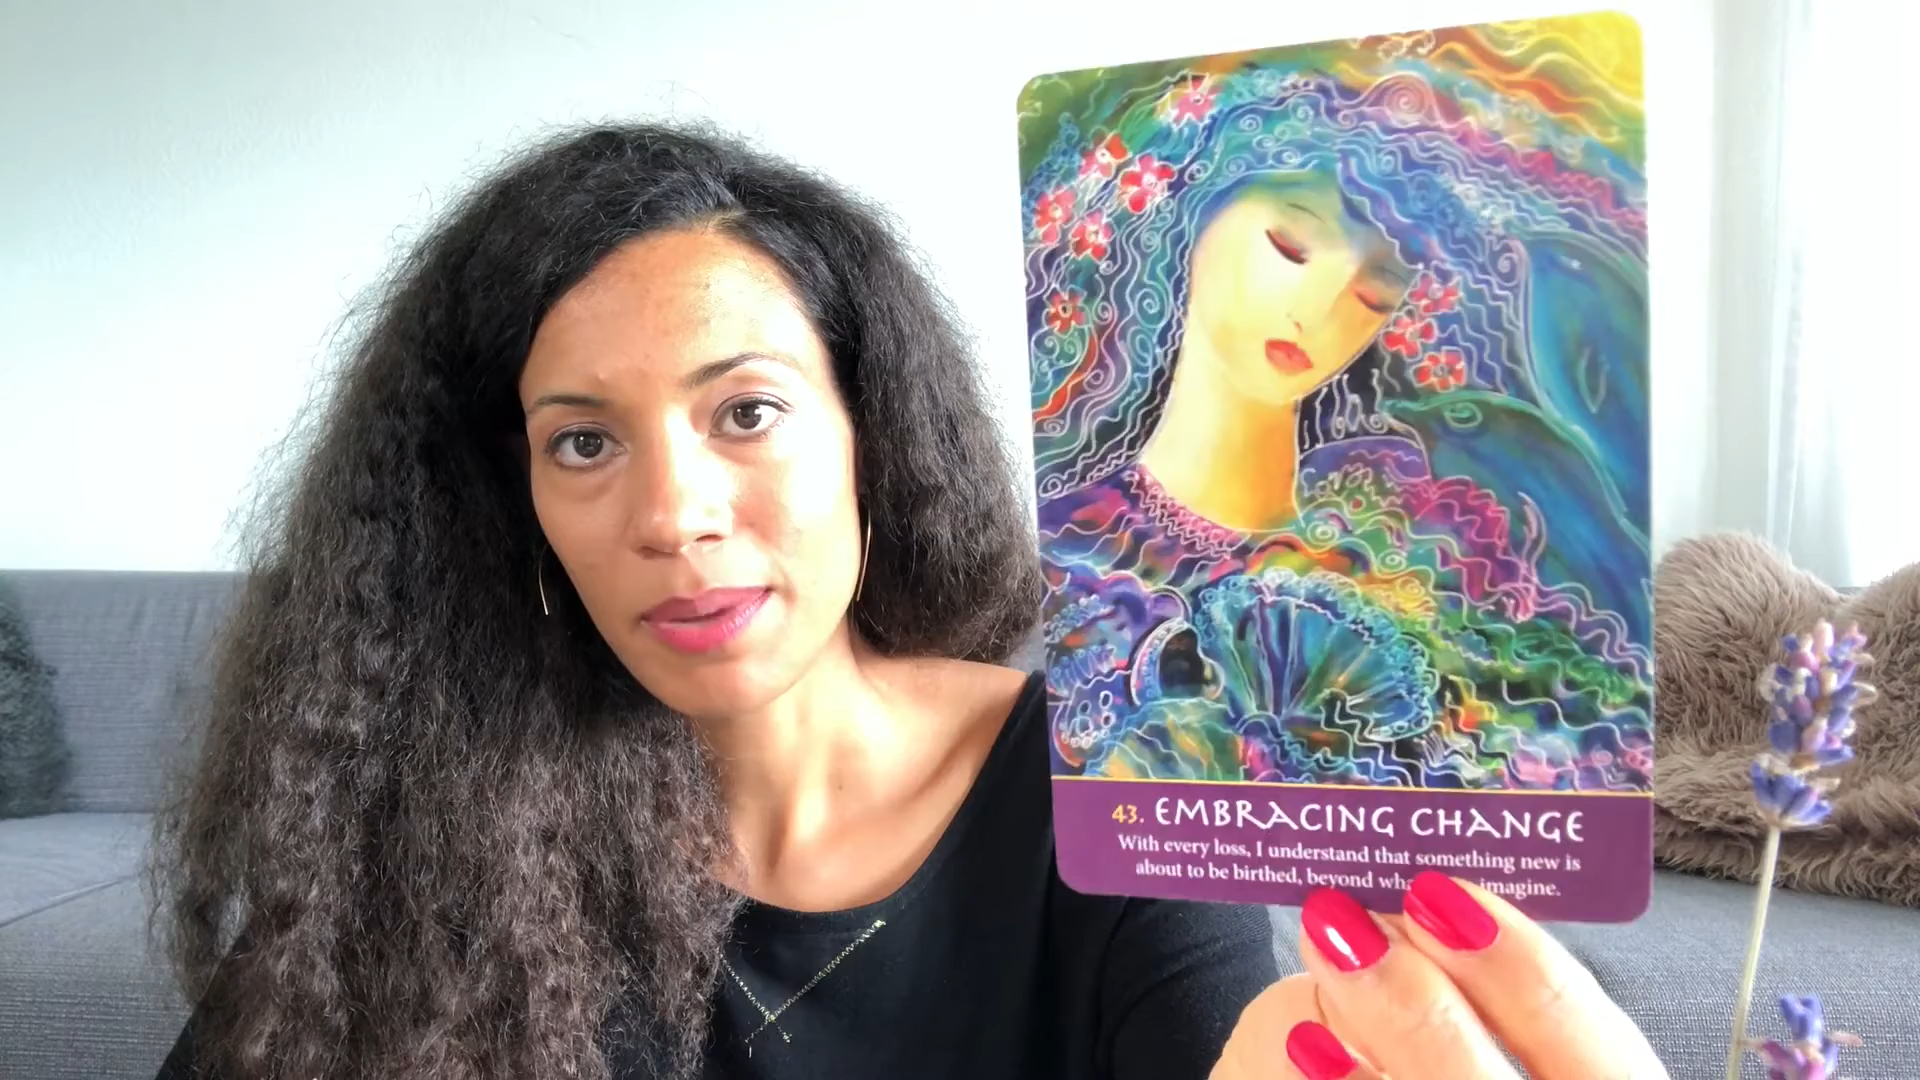 43. EMBRACING CHANGE
With every loss, I understand that something new is
about to be birthed, beyond imagine.